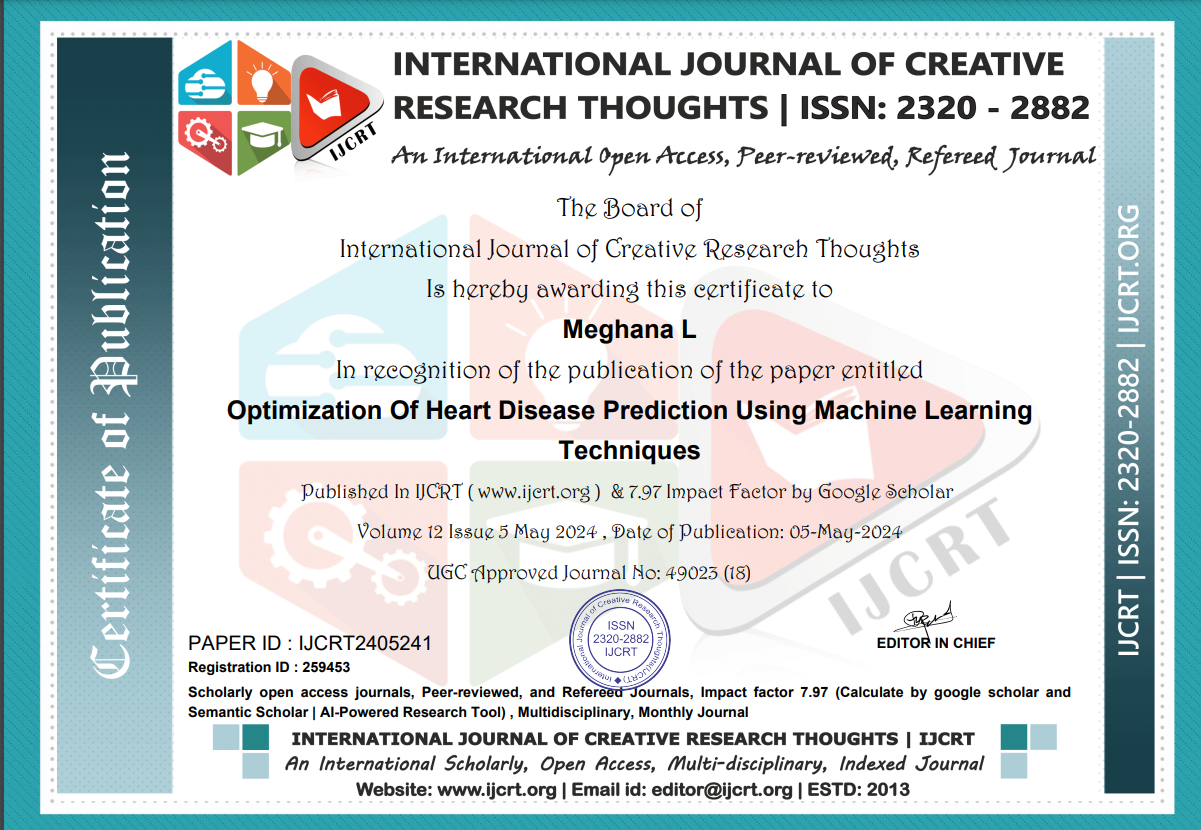 Certificate of Publication
IJCRT
INTERNATIONAL JOURNAL OF CREATIVE
RESEARCH THOUGHTS | ISSN: 2320 - 2882
An International Open Access, Peer-reviewed, Refereed Journal
The Board of
International Journal of Creative Research Thoughts
Is hereby awarding this certificate to
Meghana L
In recognition of the publication of the paper entitled
Optimization Of Heart Disease Prediction Using Machine Learning
Techniques
Published In IJCRT ( www.ijcrt.org ) & 7.97 Impact Factor by Google Scholar
Volume 12 Issue 5 May 2024 , Date of Publication: 05-May-2024
UGC Approved Journal No: 49023 (18)
IJCRT
International Journal of Creative Research Thoughts(IJCRT)
ISSN
2320-2882
IJCRT
PAPER ID : IJCRT2405241
Registration ID : 259453
EDITOR IN CHIEF
Scholarly open access journals, Peer-reviewed, and Refereed Journals, Impact factor 7.97 (Calculate by google scholar and
Semantic Scholar | AI-Powered Research Tool) , Multidisciplinary, Monthly Journal
INTERNATIONAL JOURNAL OF CREATIVE RESEARCH THOUGHTS | IJCRT
An International Scholarly, Open Access, Multi-disciplinary, Indexed Journal
Website: www.ijcrt.org | Email id: editor@ijcrt.org | ESTD: 2013
IJCRT | ISSN: 2320-2882 | IJCRT.ORG